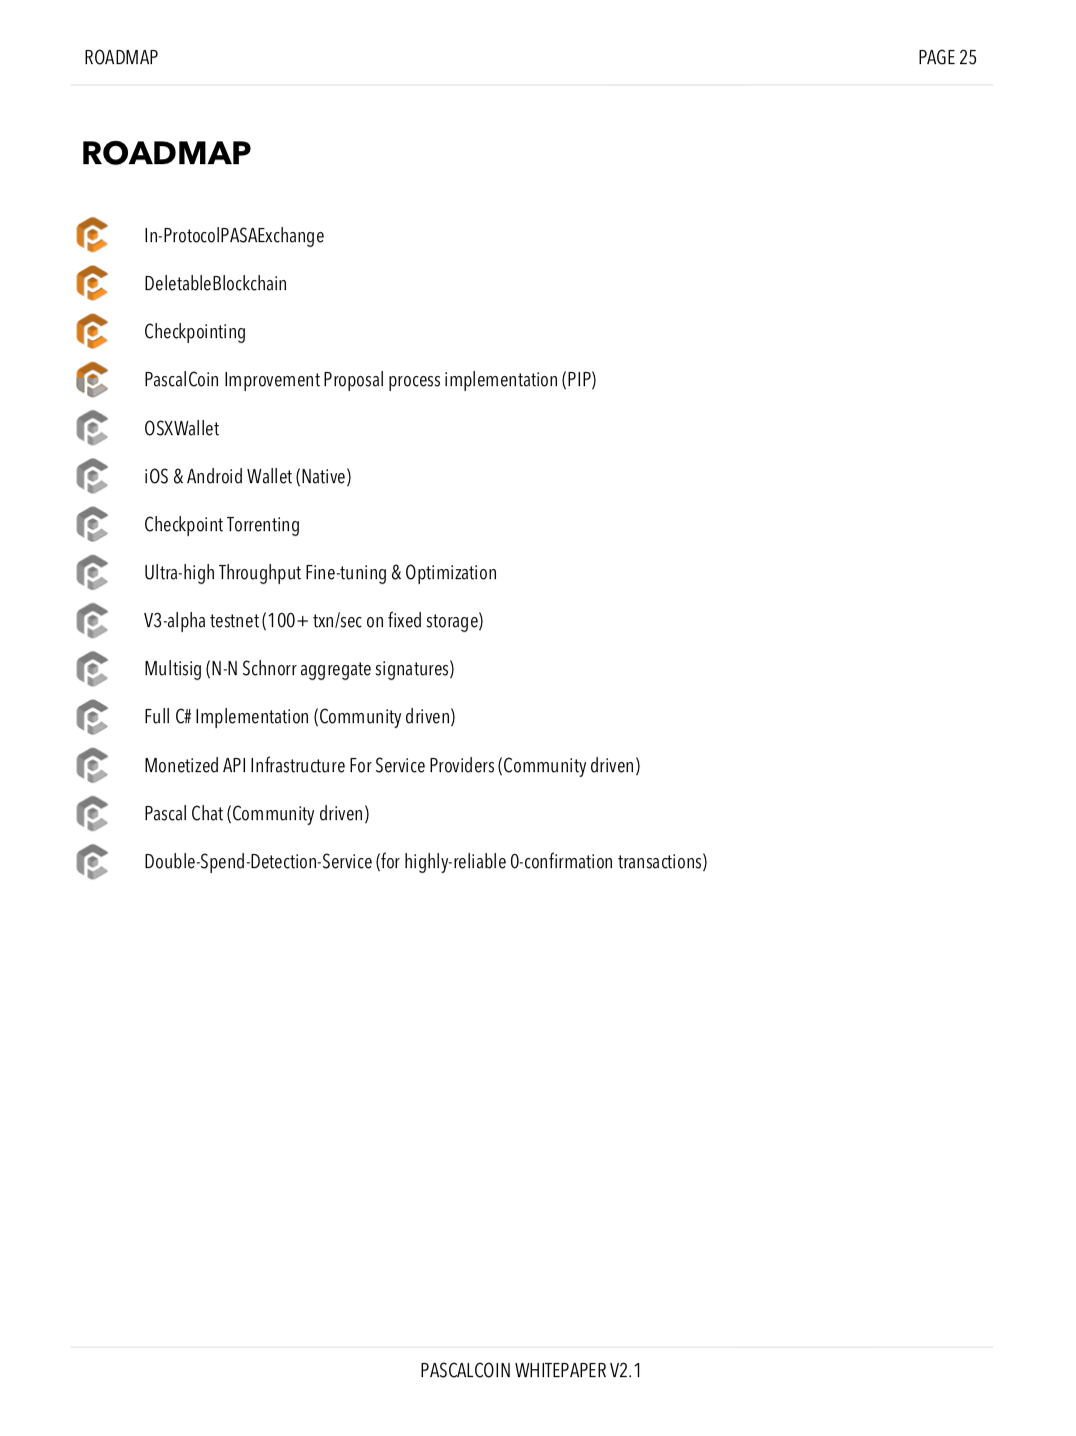 ROADMAP PAGE 25
ROADMAP
In-ProtocolPASAExchange
DeletableBlockchain
Checkpointing
PascalCoin Improvement Proposal process implementation (PIP)
OSXWallet
iOS & Android Wallet (Native)
Checkpoint Torrenting
Ultra-high Throughput Fine-tuning & Optimization
V3-alpha testnet (100+ txn/sec on fixed storage)
Multisig (N-N Schnorr aggregate signatures)
Full C# Implementation (Community driven)
Monetized API Infrastructure For Service Providers (Community driven)
Pascal Chat (Community driven)
Double-Spend-Detection-Service (for highly-reliable 0-confirmation transactions)
PASCALCOIN WHITEPAPER V2.1